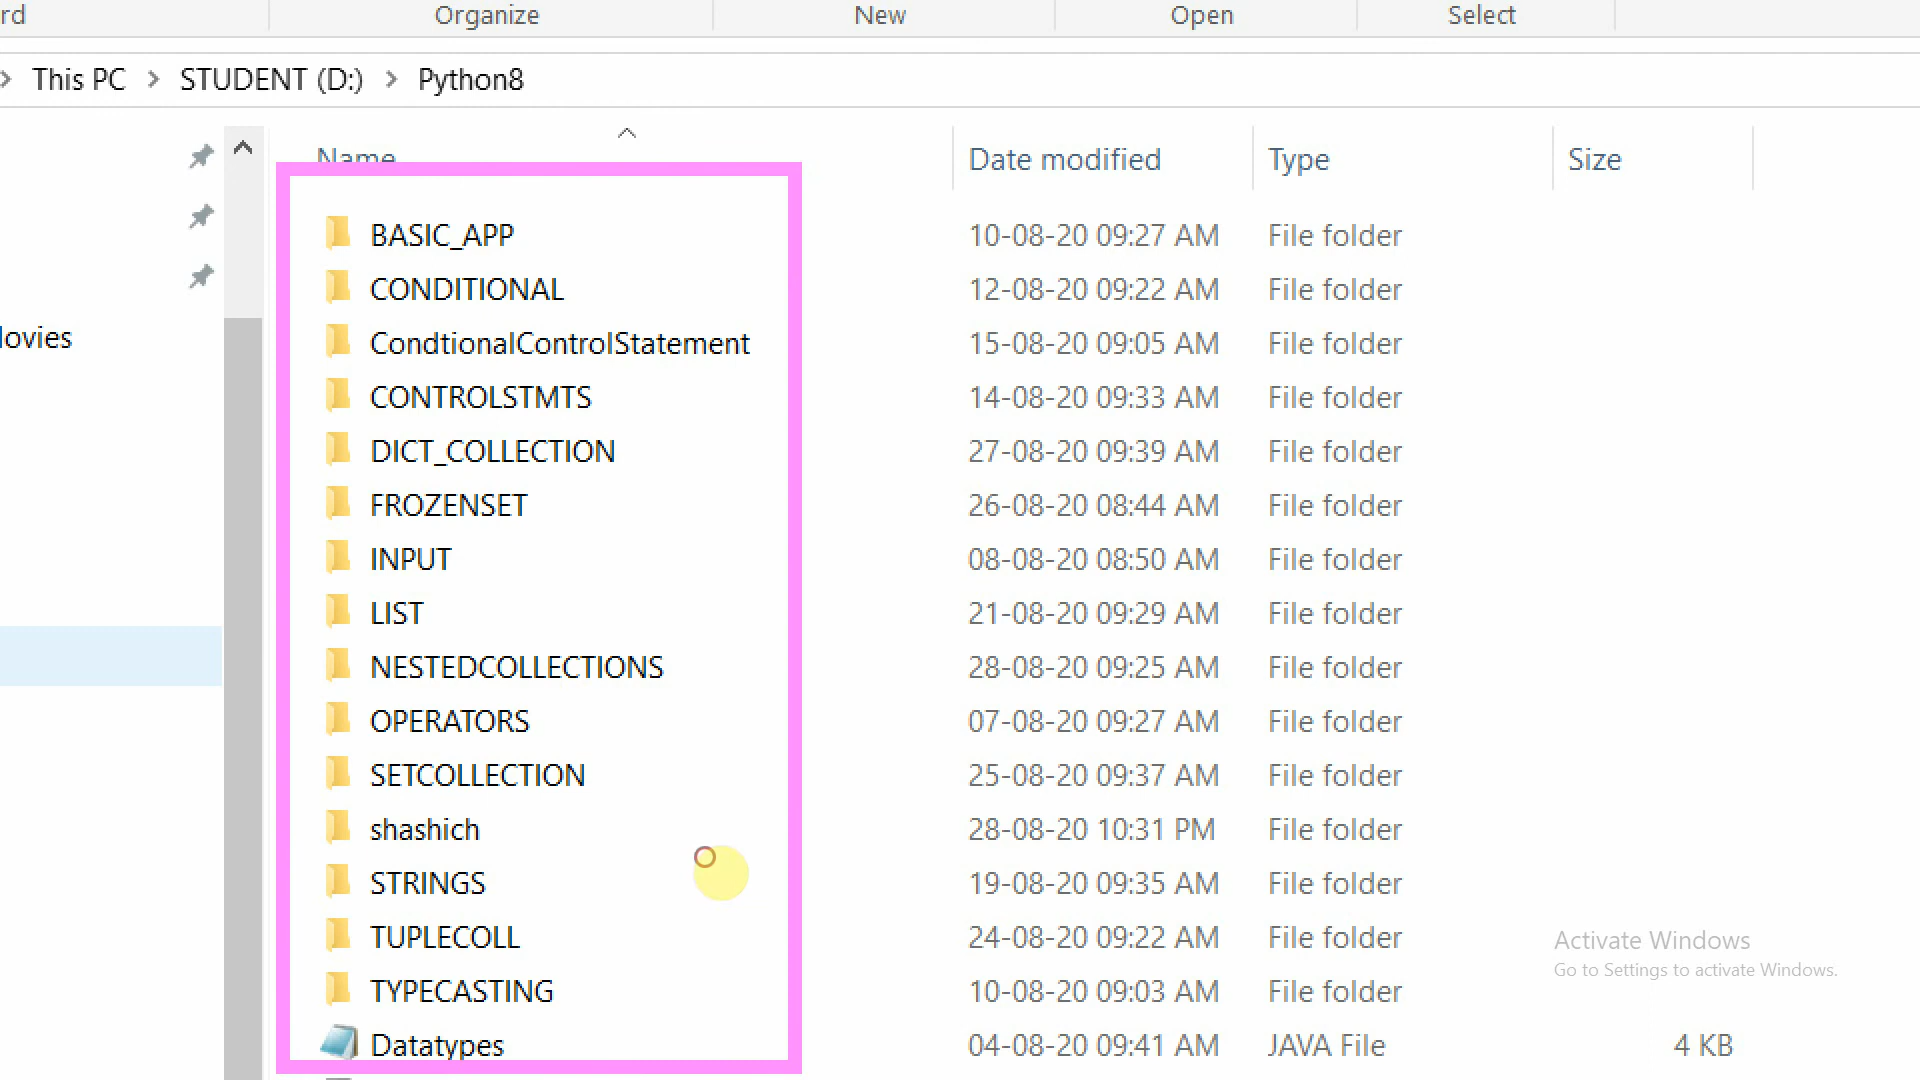 rd Organize New Open Select
This PC > STUDENT (D:) > Python8
Name Date modified Type Size
BASIC_APP 10-08-20 09:27 AM File folder
CONDITIONAL 12-08-20 09:22 AM File folder
lovies CondtionalControlStatement 15-08-20 09:05 AM File folder
CONTROLSTMTS 14-08-20 09:33 AM File folder
DICT_COLLECTION 27-08-20 09:39 AM File folder
FROZENSET 26-08-20 08:44 AM File folder
INPUT 08-08-20 08:50 AM File folder
LIST 21-08-20 09:29 AM File folder
NESTEDCOLLECTIONS 28-08-20 09:25 AM File folder
OPERATORS 07-08-20 09:27 AM File folder
SETCOLLECTION 25-08-20 09:37 AM File folder
shashich 28-08-20 10:31 PM File folder
STRINGS 19-08-20 09:35 AM File folder
TUPLECOLL 24-08-20 09:22 AM File folder
TYPECASTING 10-08-20 09:03 AM File folder
Datatypes 04-08-20 09:41 AM JAVA File 4 KB
Activate Windows
Go to Settings to activate Windows.